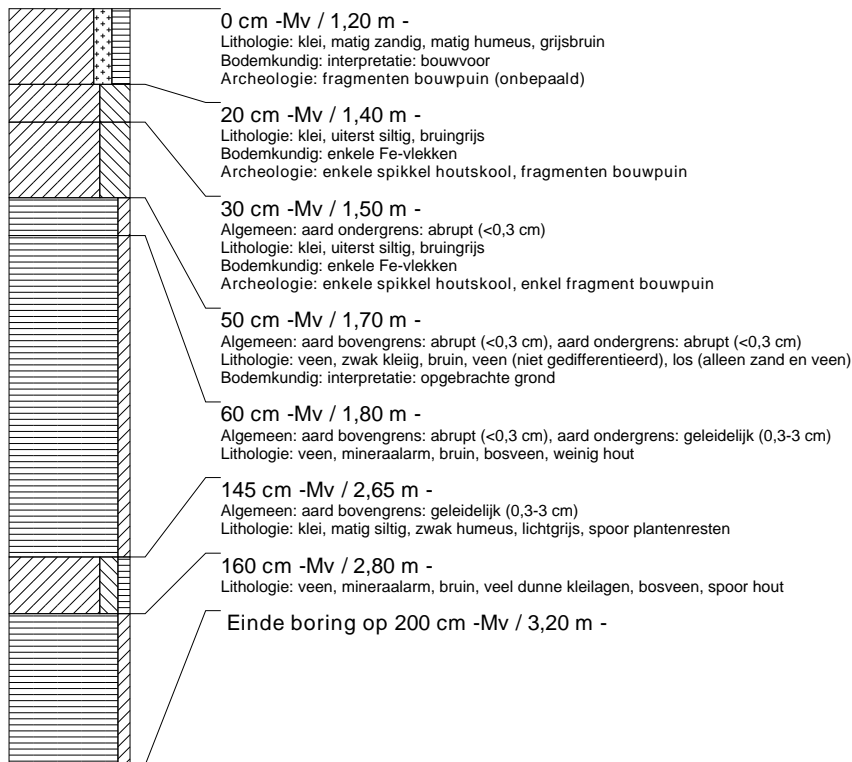 0 cm -Mv / 1,20 m -
Lithologie: klei, matig zandig, matig humeus, grijsbruin
Bodemkundig: interpretatie: bouwvoor
Archeologie: fragmenten bouwpuin (onbepaald)
20 cm -Mv / 1,40 m -
Lithologie: klei, uiterst siltig, bruingrijs
Bodemkundig: enkele Fe-vlekken
Archeologie: enkele spikkel houtskool, fragmenten bouwpuin
30 cm -Mv / 1,50 m -
Algemeen: aard ondergrens: abrupt (<0,3 cm)
Lithologie: klei, uiterst siltig, bruingrijs
Bodemkundig: enkele Fe-vlekken
Archeologie: enkele spikkel houtskool, enkel fragment bouwpuin
50 cm -Mv / 1,70 m -
Algemeen: aard bovengrens: abrupt (<0,3 cm), aard ondergrens: abrupt (<0,3 cm)
Lithologie: veen, zwak kleiig, bruin, veen (niet gedifferentieerd), los (alleen zand en veen)
Bodemkundig: interpretatie: opgebrachte grond
60 cm -Mv / 1,80 m -
Algemeen: aard bovengrens: abrupt (<0,3 cm), aard ondergrens: geleidelijk (0,3-3 cm)
Lithologie: veen, mineraalarm, bruin, bosveen, weinig hout
145 cm -Mv / 2,65 m -
Algemeen: aard bovengrens: geleidelijk (0,3-3 cm)
Lithologie: klei, matig siltig, zwak humeus, lichtgrijs, spoor plantenresten
160 cm -Mv / 2,80 m -
Lithologie: veen, mineraalarm, bruin, veel dunne kleilagen, bosveen, spoor hout
Einde boring op 200 cm -Mv / 3,20 m -